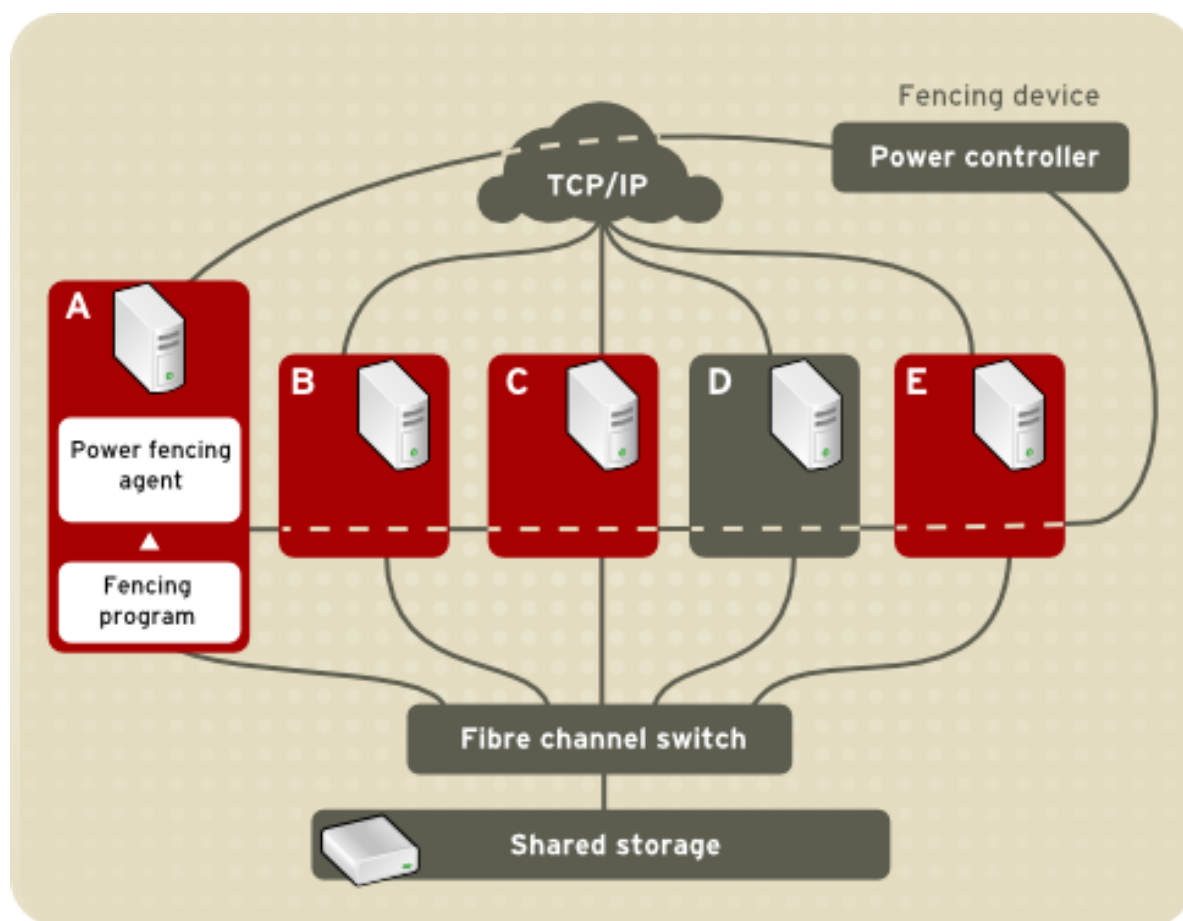 Fencing device
Power controller
TCP/IP
A
B
C
D
E
Power fencing
agent
Fencing
program
Fibre channel switch
Shared storage